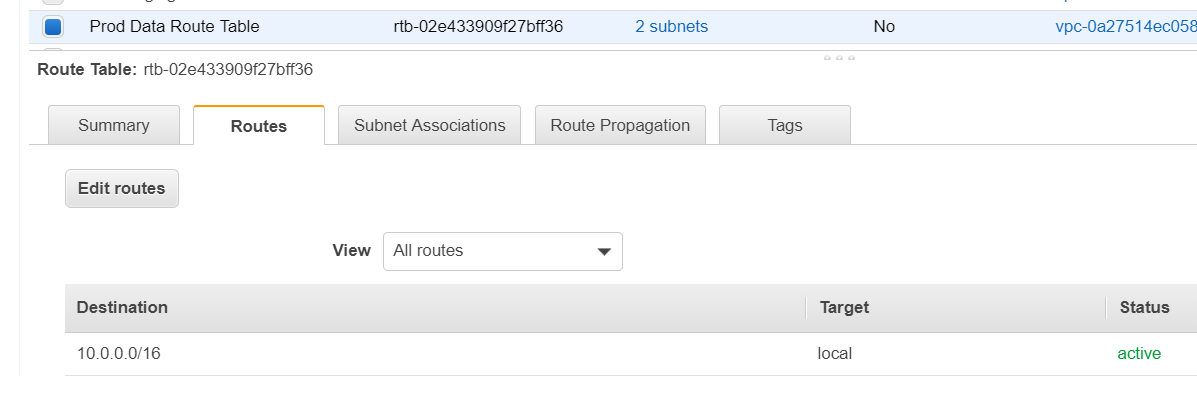 Prod Data Route Table rtb-02e433909f27bff36 2 subnets No vpc-0a27514ec058
Route Table: rtb-02e433909f27bff36
Summary Routes Subnet Associations Route Propagation Tags
Edit routes
View All routes
Destination Target Status
10.0.0.0/16 local active